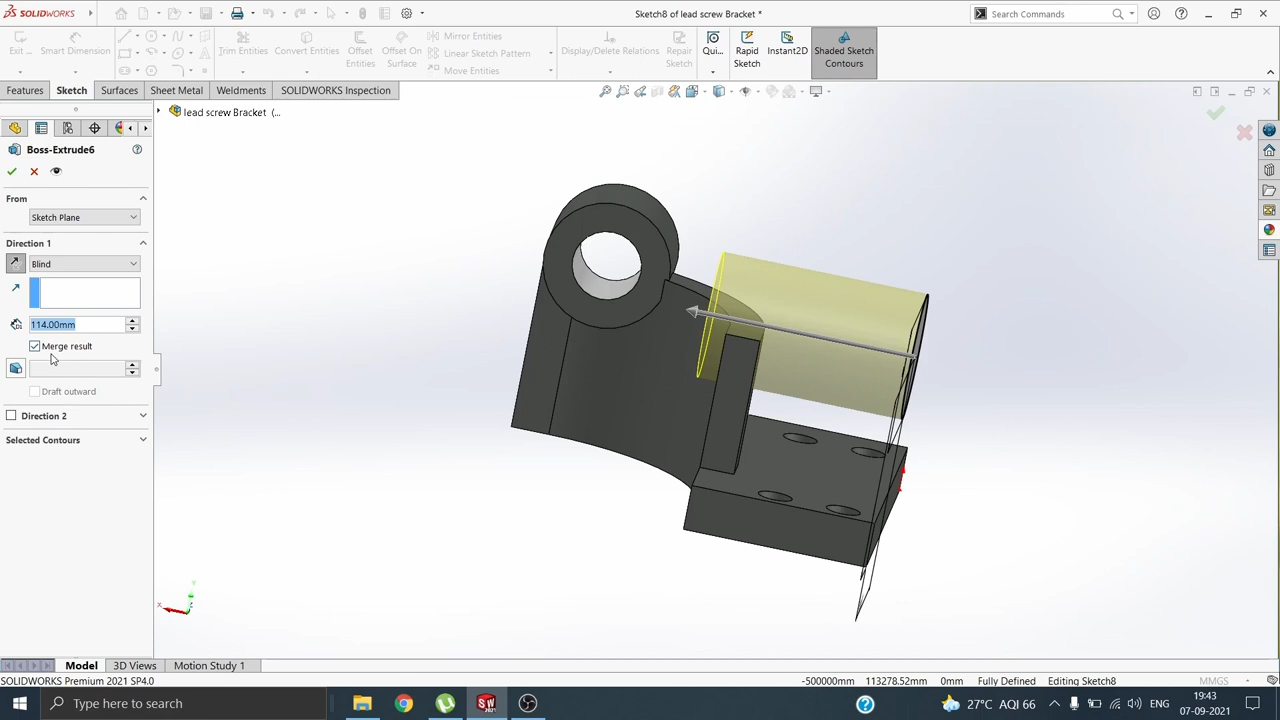 SOLIDWORKS
Sketch8 of lead screw Bracket *
Search Commands
Exit ...
Smart Dimension
Trim Entities
Convert Entities
Offset Entities
Offset On Surface
Mirror Entities
Linear Sketch Pattern
Move Entities
Display/Delete Relations
Repair Sketch
Qui...
Rapid Sketch
Instant2D
Shaded Sketch Contours
Features
Sketch
Surfaces
Sheet Metal
Weldments
SOLIDWORKS Inspection
lead screw Bracket (...
Boss-Extrude6
From
Sketch Plane
Direction 1
Blind
114.00mm
Merge result
Draft outward
Direction 2
Selected Contours
Y
X
Z
Model
3D Views
Motion Study 1
SOLIDWORKS Premium 2021 SP4.0
-500000mm
113278.52mm
0mm
Fully Defined
Editing Sketch8
MMGS
Type here to search
27°C AQI 66
ENG
19:43
07-09-2021